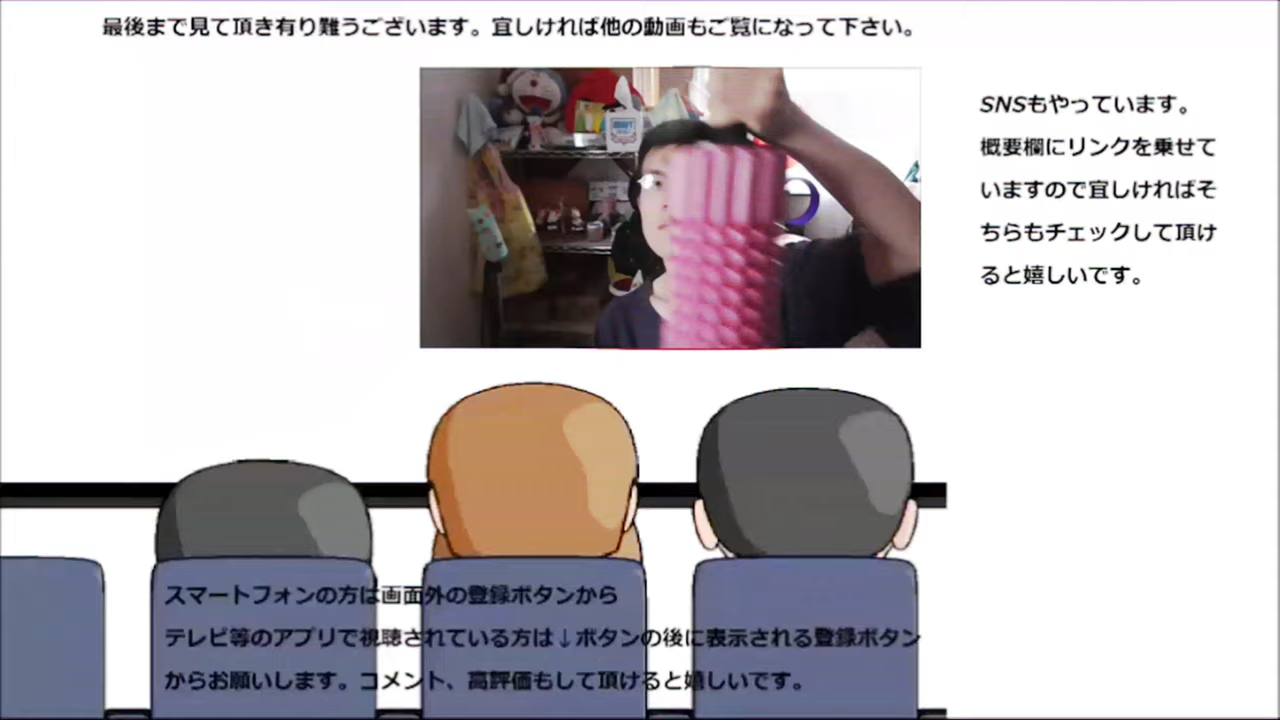 最後まで見て頂き有り難うございます。宜しければ他の動画もご覧になって下さい。
SNSもやっています。
概要欄にリンクを乗せて
いますので宜しければそ
ちらもチェックして頂け
ると嬉しいです。
スマートフォンの方は画面外の登録ボタンから
テレビ等のアプリで視聴されている方は↓ボタンの後に表示される登録ボタン
からお願いします。コメント、高評価もして頂けると嬉しいです。